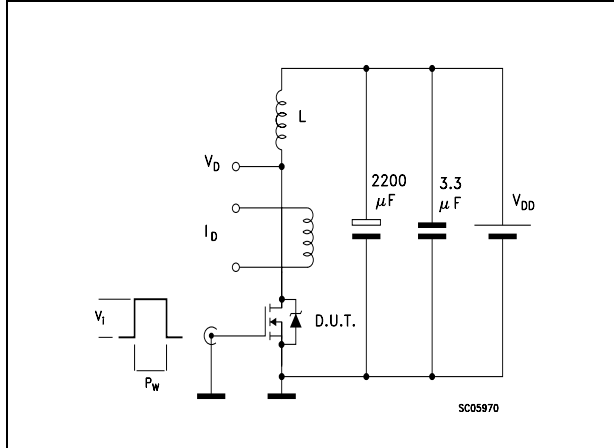 L
V_D
2200
μF
3.3
μF
V_DD
I_D
V_i
D.U.T.
P_W
SC05970